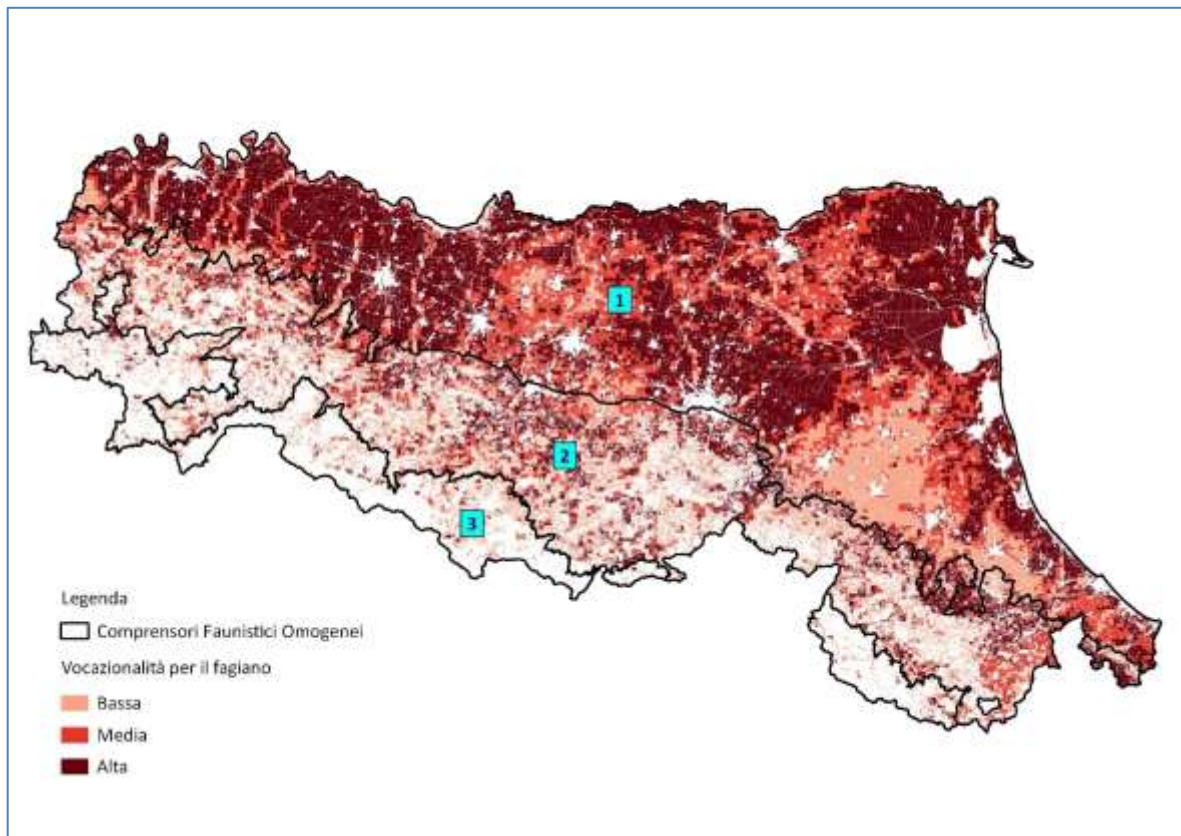 1
2
3
Legenda
Comprensori Faunistici Omogenei
Vocazionalità per il fagiano
Bassa
Media
Alta